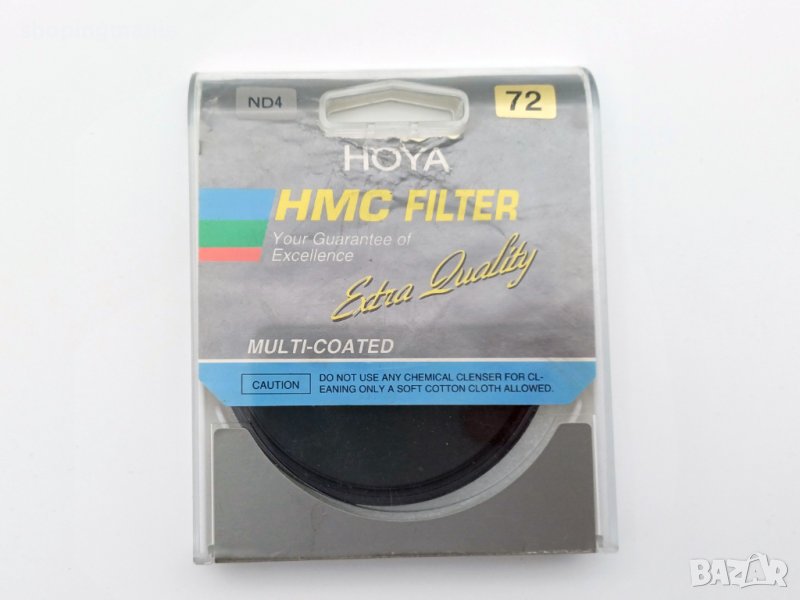 ND4
72
HOYA
HMC FILTER
Your Guarantee of
Excellence
Extra Quality
MULTI-COATED
CAUTION
DO NOT USE ANY CHEMICAL CLENSER FOR CL-
EANING ONLY A SOFT COTTON CLOTH ALLOWED.
BAZAR